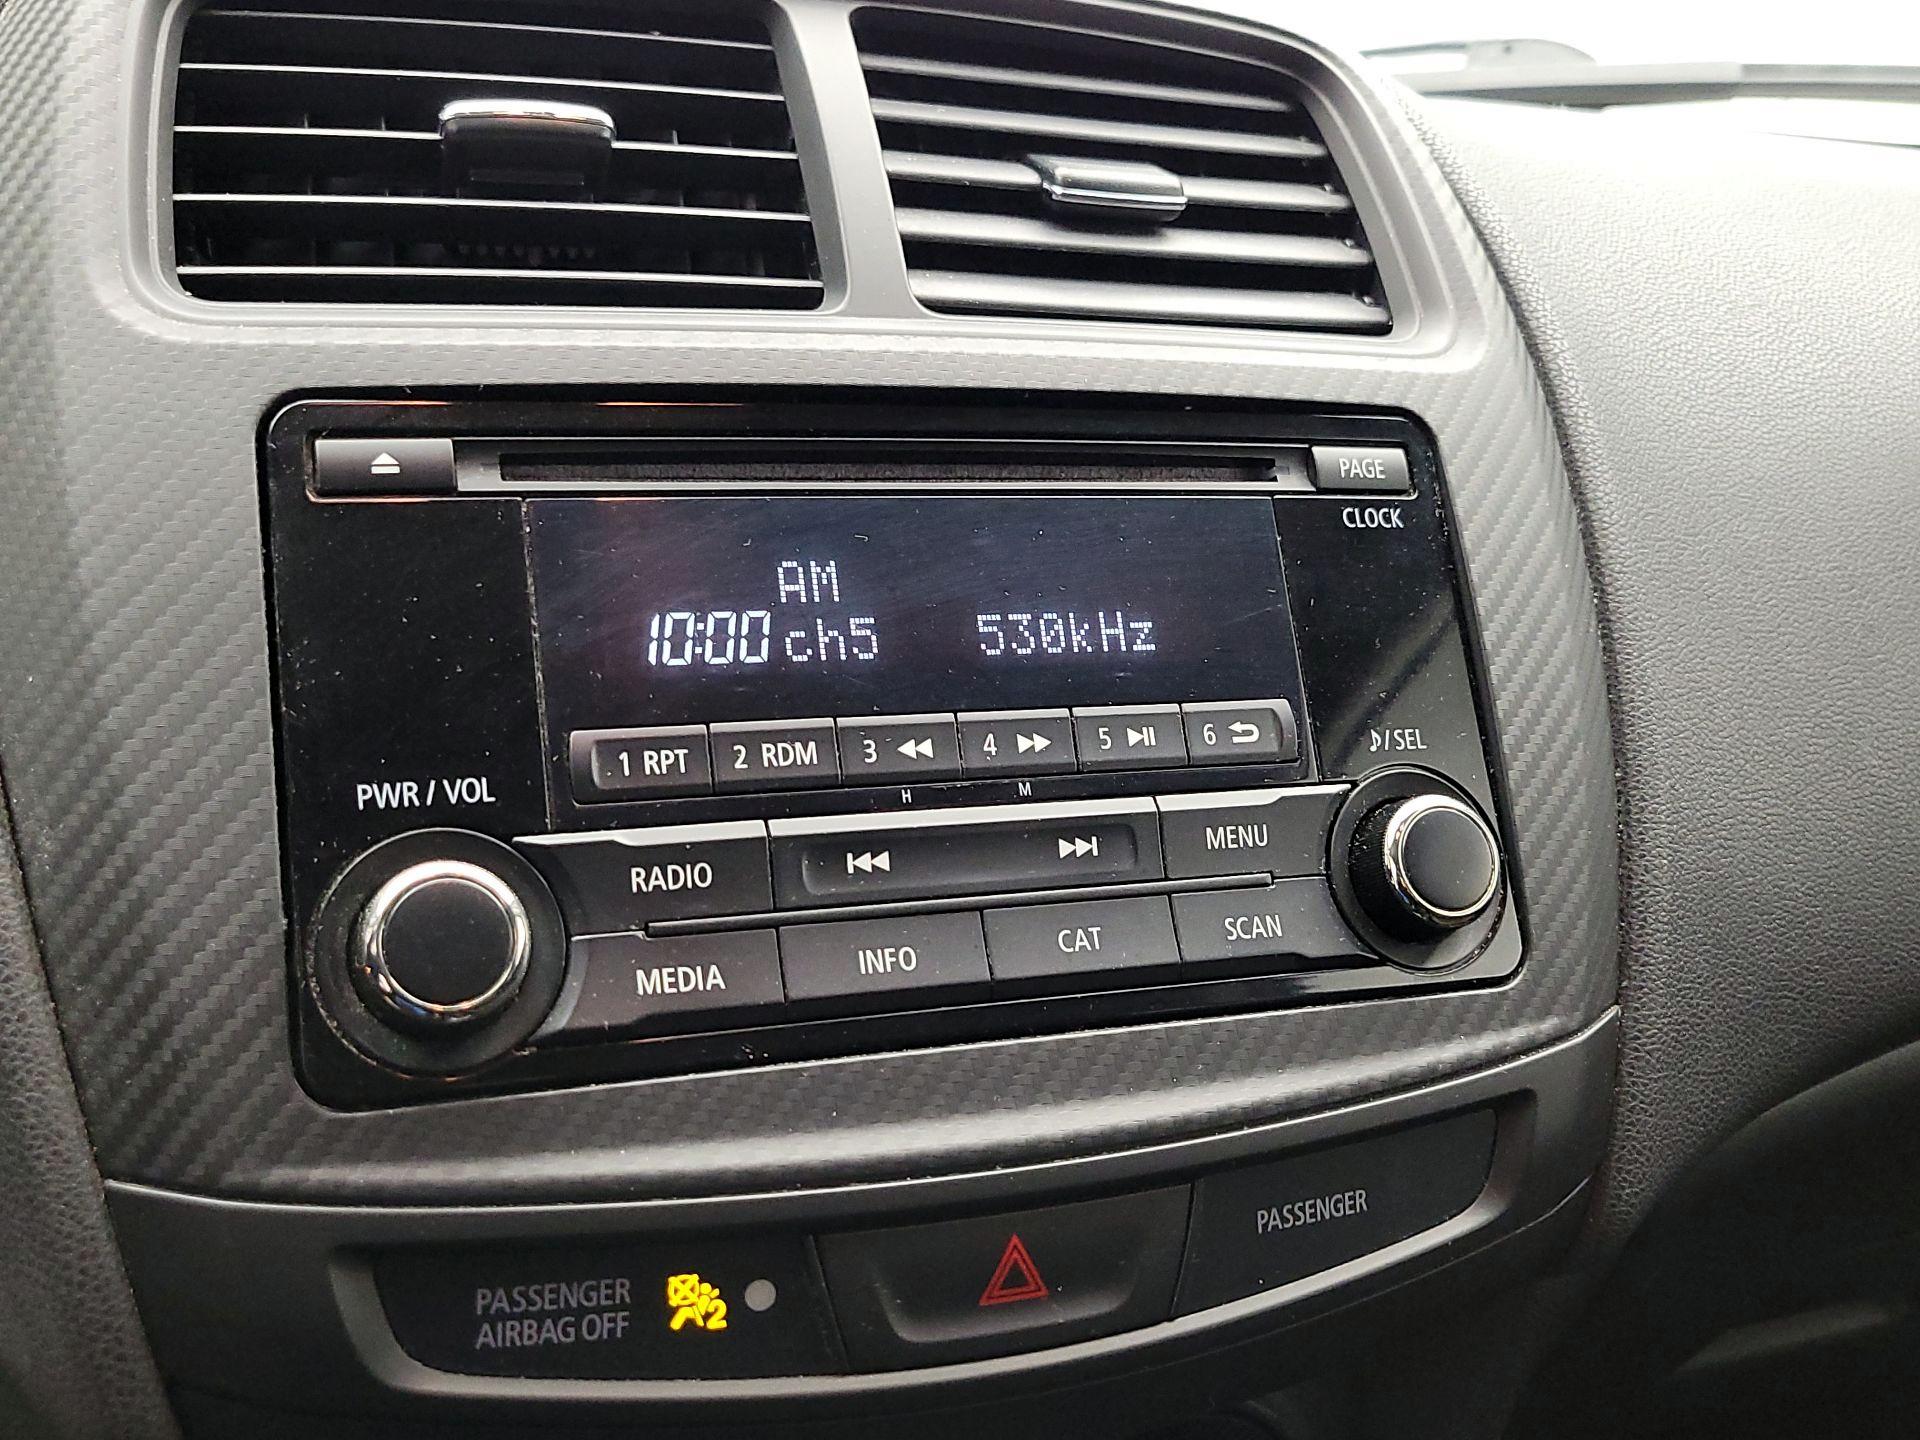 PAGE
CLOCK
AM
10:00 ch5 530kHz
1 RPT 2 RDM 3 4 5 6
H M
♪/SEL
PWR / VOL
RADIO MENU
MEDIA INFO CAT SCAN
PASSENGER
AIRBAG OFF
2
PASSENGER